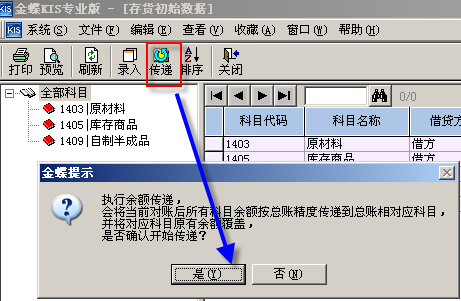 金蝶KIS专业版 - [存货初始数据]
KIS 系统(S) 文件(F) 编辑(E) 查看(V) 收藏(A) 窗口(W) 帮助(H)
打印 预览 刷新 录入 传递 排序 关闭
全部科目
1403|原材料
1405|库存商品
1409|自制半成品
0/0
科目代码 科目名称 借贷方
1403 原材料 借方
1405 库存商品 借方
金蝶提示
执行余额传递,
会将当前对账后所有科目余额按总账精度传递到总账相对应科目,
并将对应科目原有余额覆盖,
是否确认开始传递?
是(Y) 否(N)